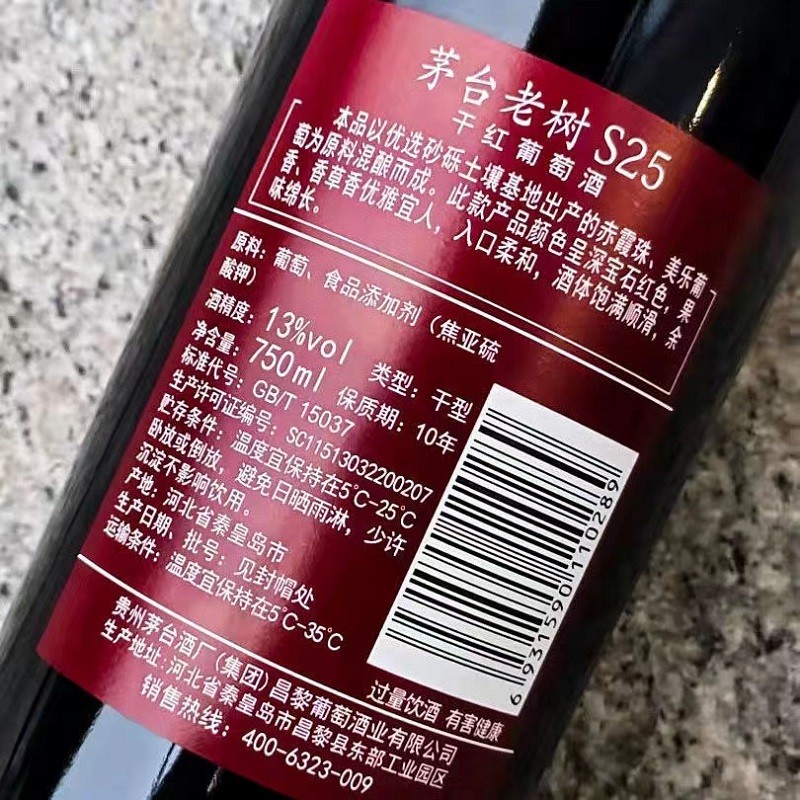 茅台老树 S25
干红葡萄酒
本品以优选砂砾土壤基地出产的赤霞珠、美乐葡
萄为原料混酿而成。此款产品颜色呈深宝石红色，果
香、香草香优雅宜人，入口柔和，酒体饱满顺滑，余
味绵长。
原料：葡萄、食品添加剂（焦亚硫
酸钾）
酒精度：13%vol 类型：干型
净含量：750ml 保质期：10年
标准代号：GB/T 15037
生产许可证编号：SC11513032200207
贮存条件：温度宜保持在5℃-25℃
卧放或倒放，避免日晒雨淋，少许
沉淀不影响饮用。
产地：河北省秦皇岛市
生产日期、批号：见封帽处
运输条件：温度宜保持在5℃-35℃
6 931590 110289
过量饮酒 有害健康
贵州茅台酒厂(集团)昌黎葡萄酒业有限公司
生产地址：河北省秦皇岛市昌黎县东部工业园区
销售热线：400-6323-009